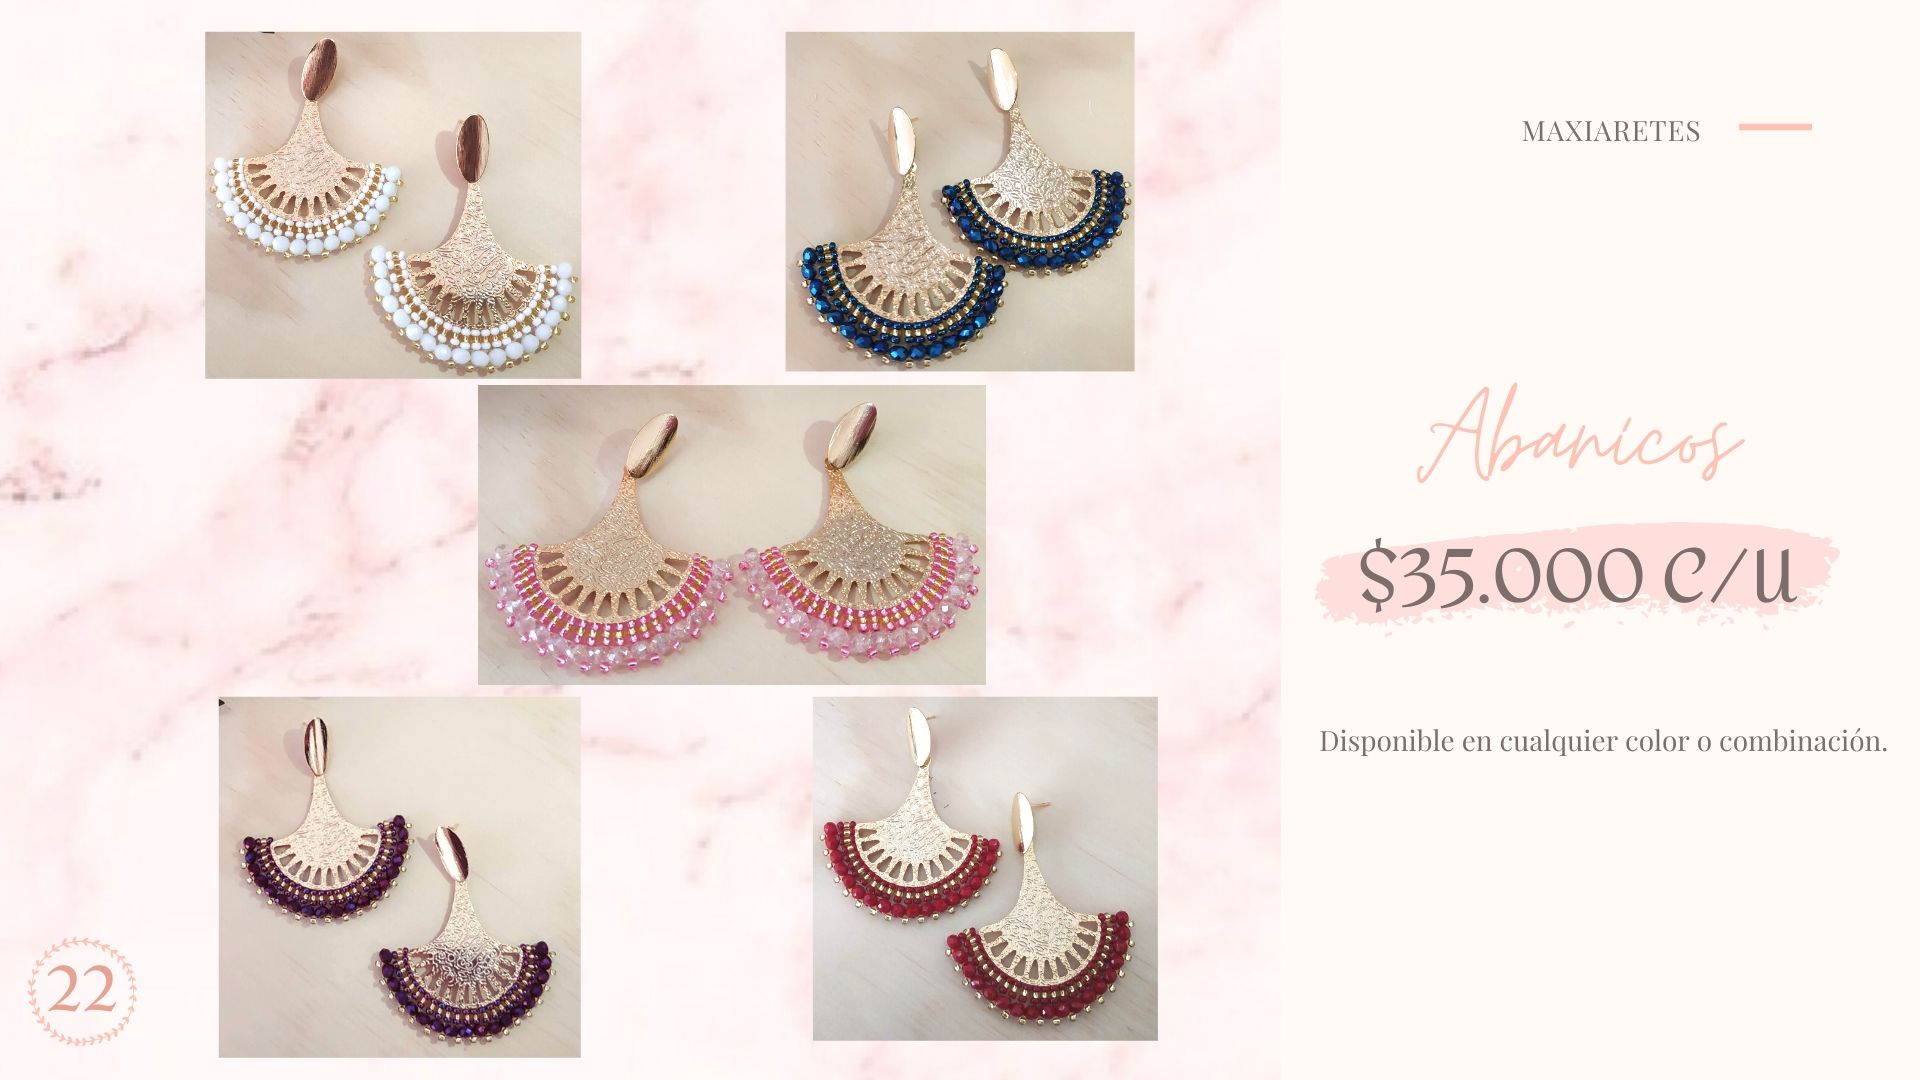 MAXIARETES
Abanicos
$35.000 C/U
Disponible en cualquier color o combinación.
22